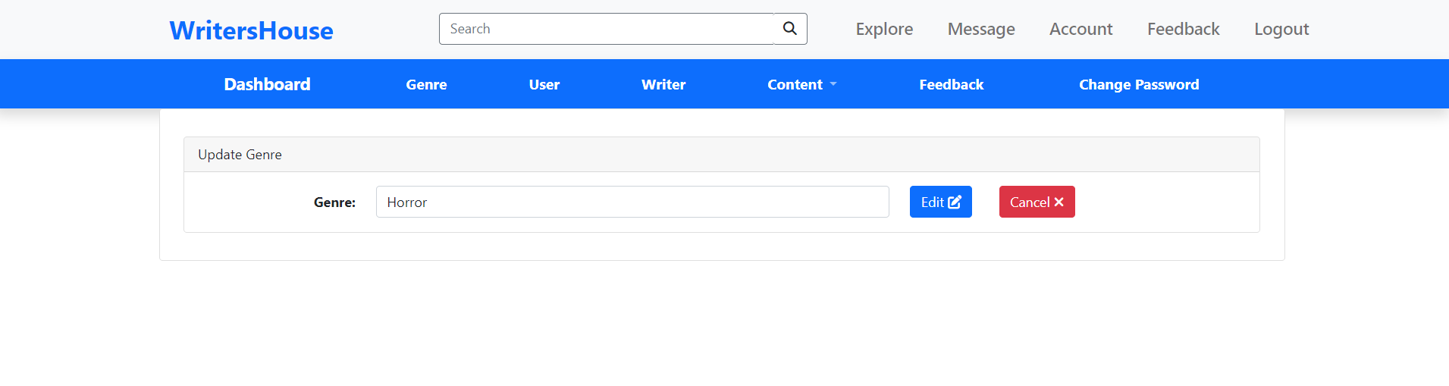 WritersHouse Search Explore Message Account Feedback Logout
Dashboard Genre User Writer Content Feedback Change Password
Update Genre
Genre: Horror Edit Cancel